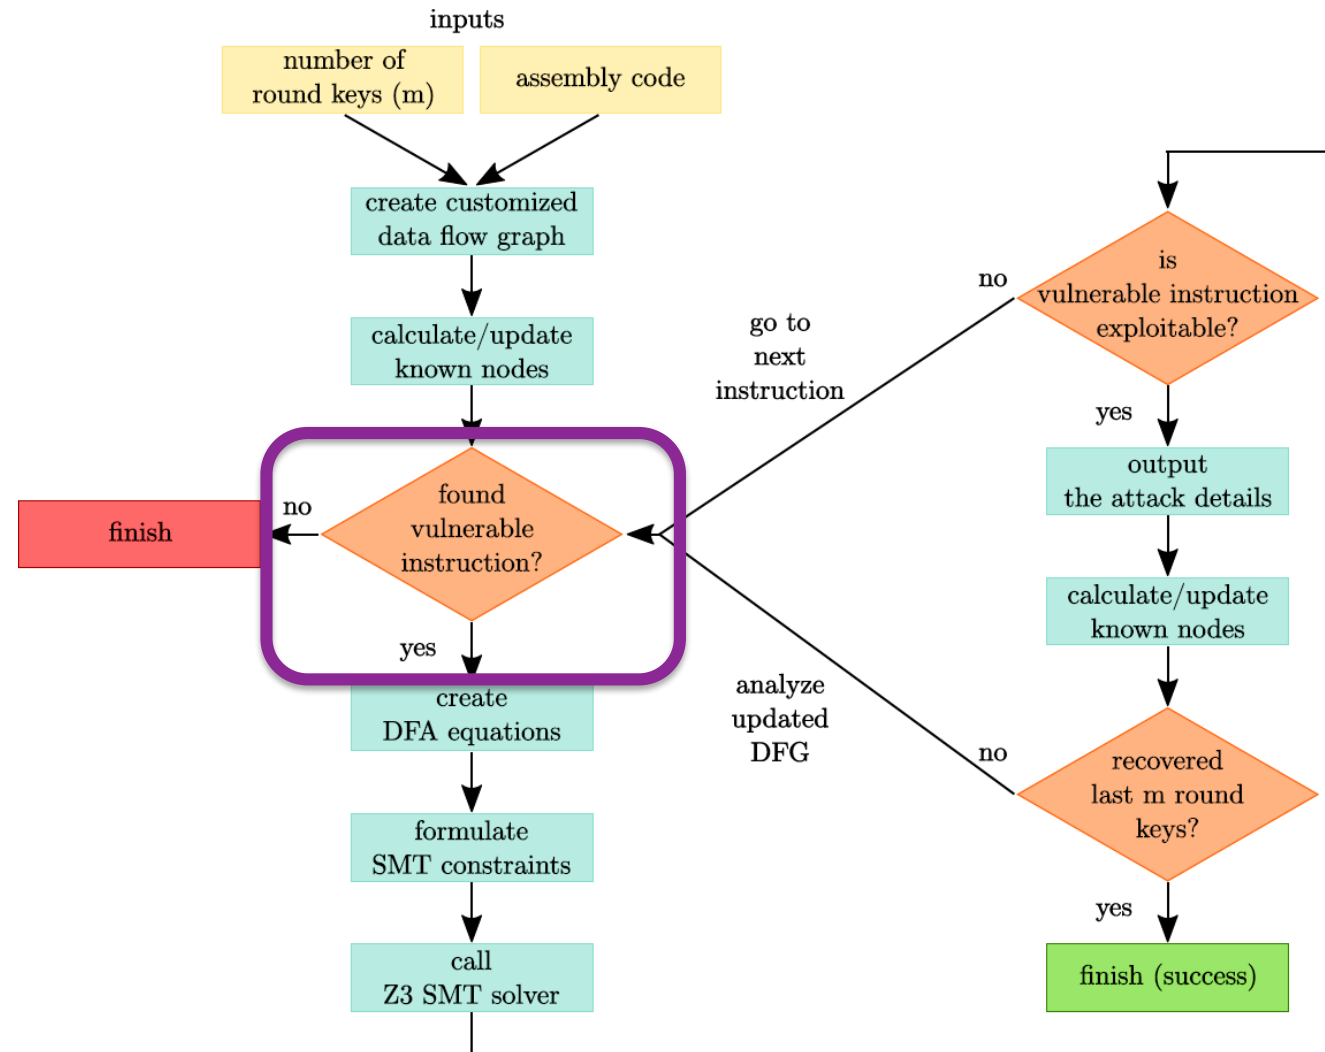 inputs
number of
round keys (m)
assembly code
create customized
data flow graph
calculate/update
known nodes
found
vulnerable
instruction?
no
finish
yes
create
DFA equations
formulate
SMT constraints
call
Z3 SMT solver
go to
next
instruction
analyze
updated
DFG
is
vulnerable instruction
exploitable?
no
yes
output
the attack details
calculate/update
known nodes
recovered
last m round
keys?
no
yes
finish (success)